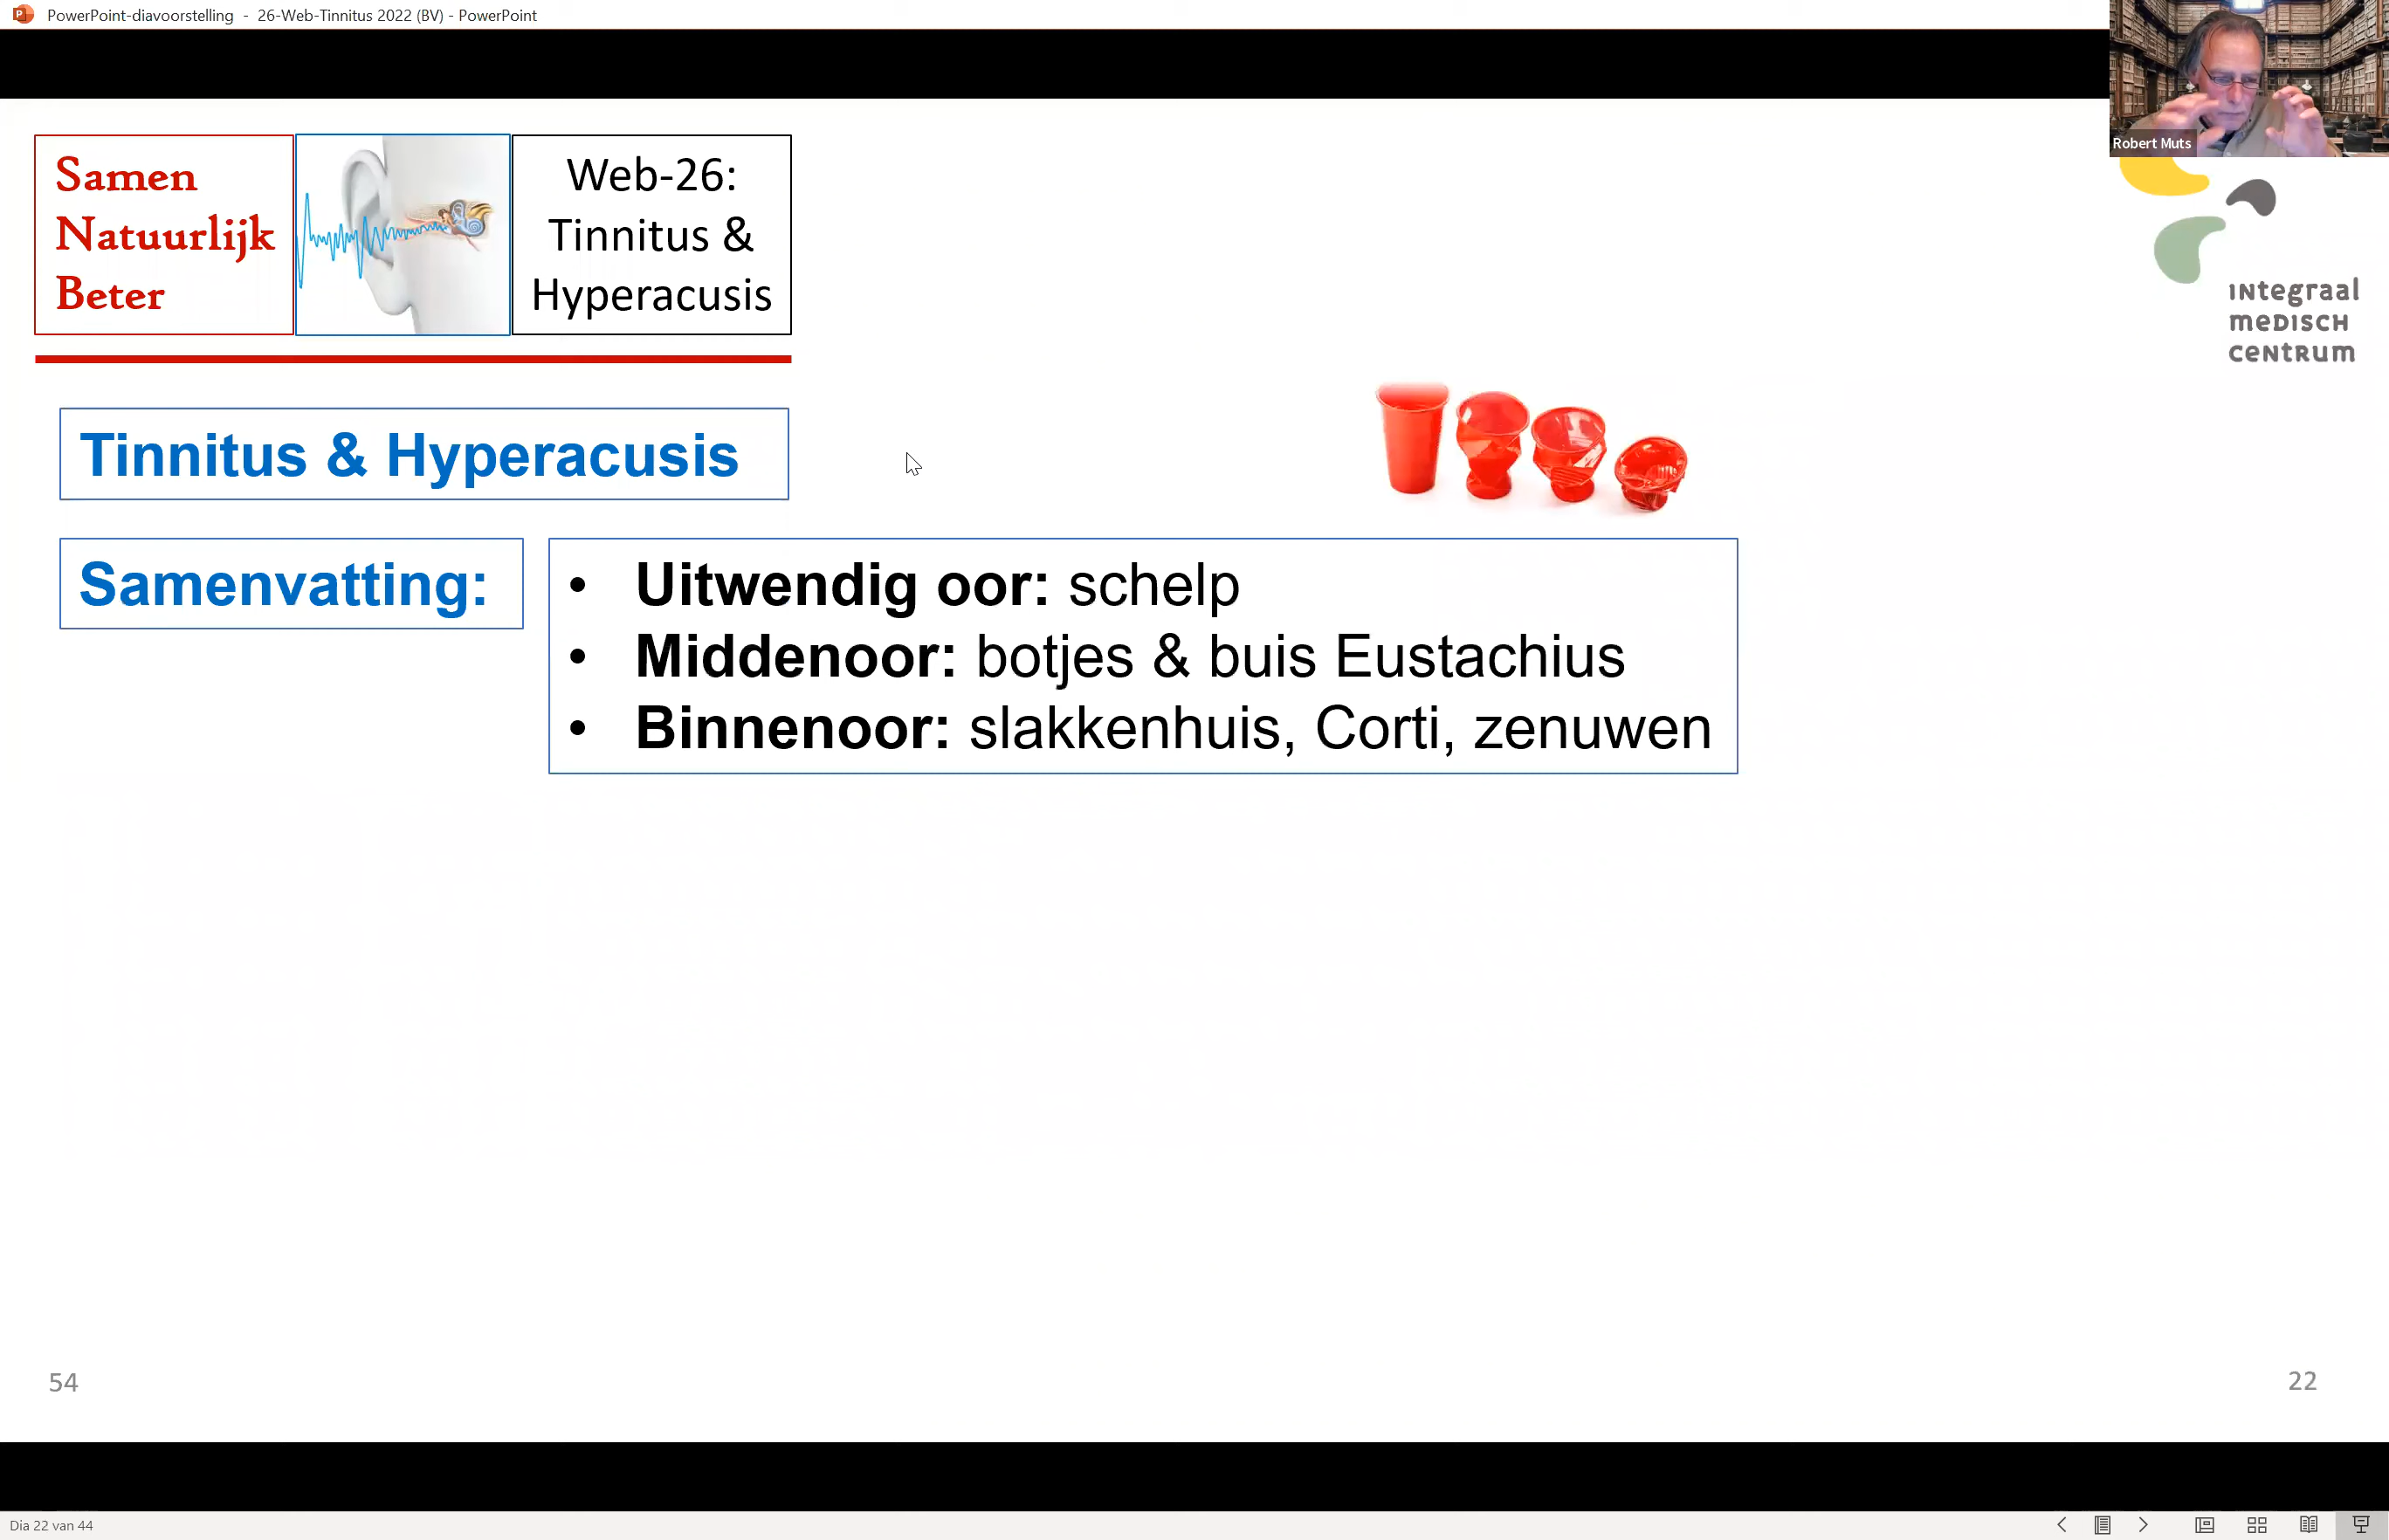 PowerPoint-diavoorstelling - 26-Web-Tinnitus 2022 (BV) - PowerPoint
Robert Muts
Samen
Natuurlijk
Beter
Web-26:
Tinnitus &
Hyperacusis
integraal
medisch
centrum
Tinnitus & Hyperacusis
Samenvatting:
• Uitwendig oor: schelp
• Middenoor: botjes & buis Eustachius
• Binnenoor: slakkenhuis, Corti, zenuwen
54
22
Dia 22 van 44